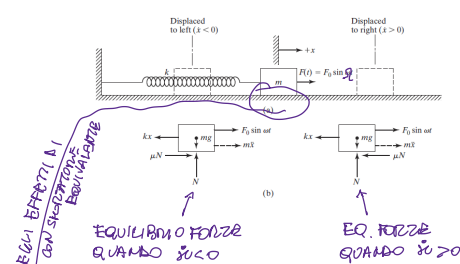 Displaced
to left (ẋ < 0)
Displaced
to right (ẋ > 0)
+x
k
m
F(t) = F₀ sin Ω
(a)
kx
mg
F₀ sin ωt
mẍ
μN
N
kx
mg
F₀ sin ωt
mẍ
μN
N
(b)
EQUILIBRIO FORZE
QUANDO u̇<0
EQ. FORZE
QUANDO u̇>0
EFFETTI DI
CON SMORZATORE
EQUIVALENTE